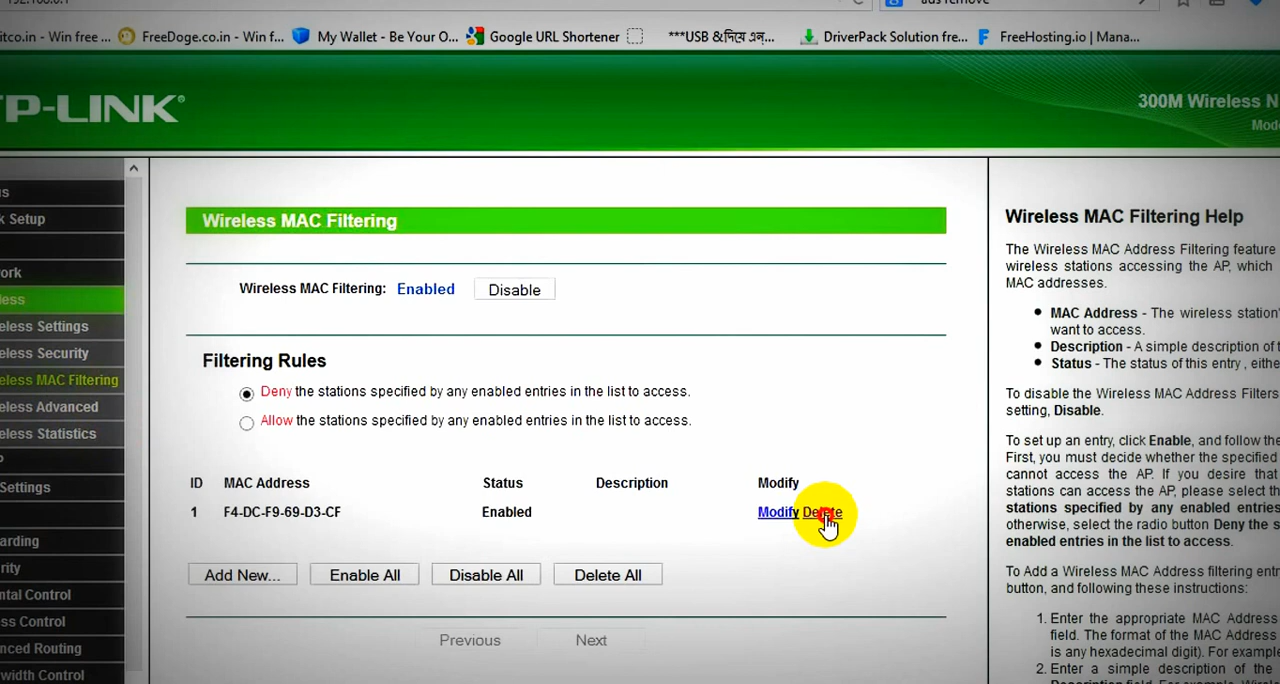 itco.in - Win free ... FreeDoge.co.in - Win f... My Wallet - Be Your O... Google URL Shortener ***USB &দিয়ে এন্... DriverPack Solution fre... FreeHosting.io | Mana...
TP-LINK®
300M Wireless N
Mode
us
k Setup
ork
less
eless Settings
eless Security
eless MAC Filtering
eless Advanced
eless Statistics
P
Settings
arding
rity
ntal Control
ss Control
nced Routing
width Control
Wireless MAC Filtering
Wireless MAC Filtering: Enabled Disable
Filtering Rules
Deny the stations specified by any enabled entries in the list to access.
Allow the stations specified by any enabled entries in the list to access.
ID MAC Address Status Description Modify
1 F4-DC-F9-69-D3-CF Enabled Modify Delete
Add New... Enable All Disable All Delete All
Previous Next
Wireless MAC Filtering Help
The Wireless MAC Address Filtering feature
wireless stations accessing the AP, which
MAC addresses.
MAC Address - The wireless station'
want to access.
Description - A simple description of t
Status - The status of this entry , eithe
To disable the Wireless MAC Address Filters
setting, Disable.
To set up an entry, click Enable, and follow the
First, you must decide whether the specified
cannot access the AP. If you desire that
stations can access the AP, please select the
stations specified by any enabled entries
otherwise, select the radio button Deny the s
enabled entries in the list to access.
To Add a Wireless MAC Address filtering entr
button, and following these instructions:
1. Enter the appropriate MAC Address
field. The format of the MAC Address
is any hexadecimal digit). For example
2. Enter a simple description of the